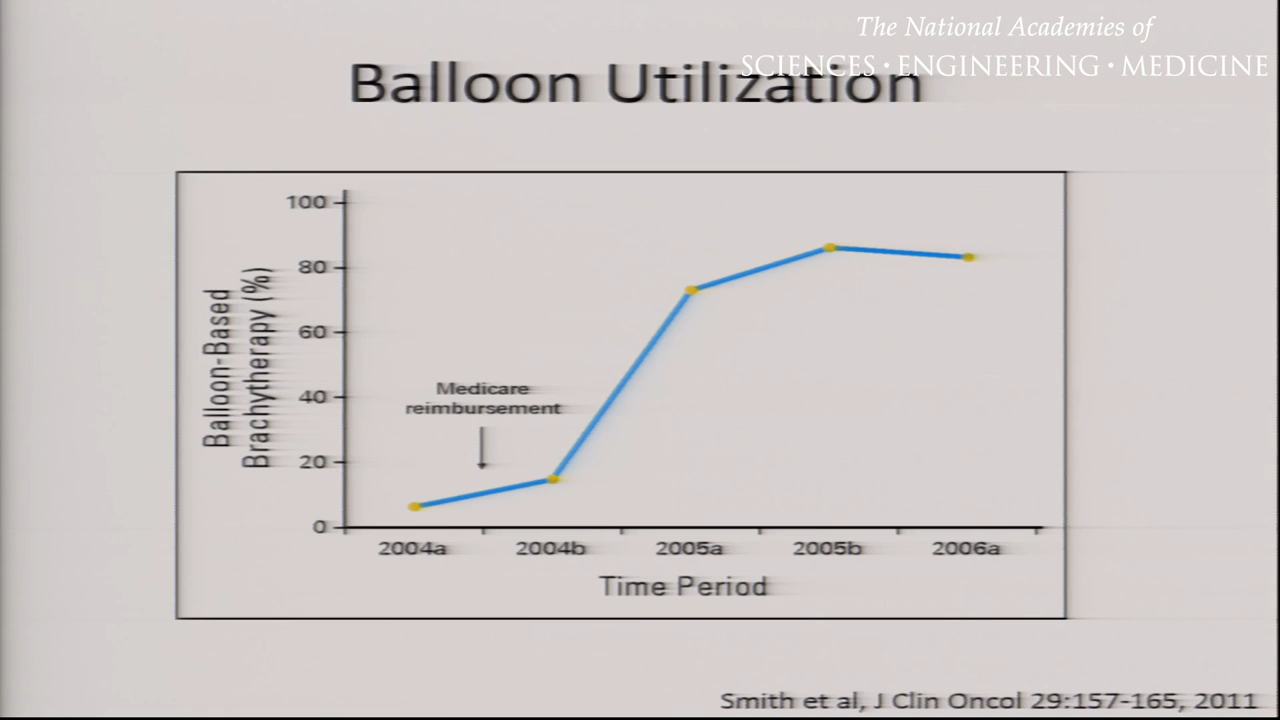 The National Academies of
SCIENCES · ENGINEERING · MEDICINE
Balloon Utilization
100
80
60
40
20
0
Balloon-Based
Brachytherapy (%)
Medicare
reimbursement
2004a 2004b 2005a 2005b 2006a
Time Period
Smith et al, J Clin Oncol 29:157-165, 2011